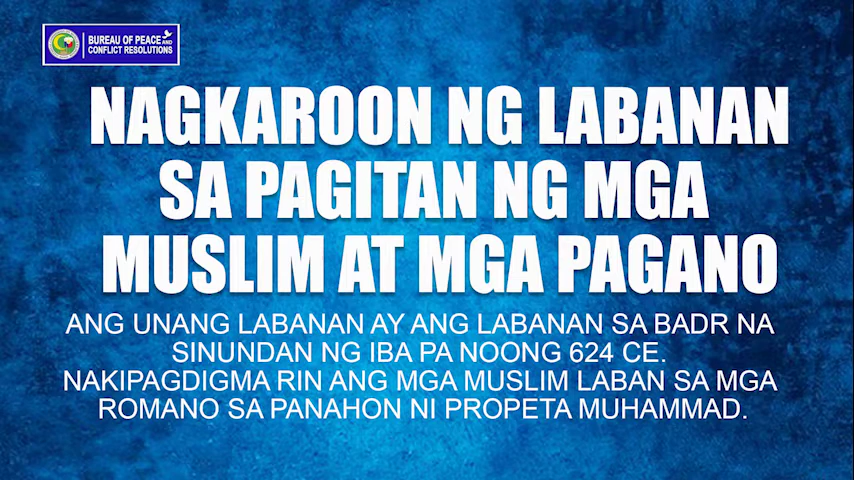 BUREAU OF PEACE AND
CONFLICT RESOLUTIONS
NAGKAROON NG LABANAN
SA PAGITAN NG MGA
MUSLIM AT MGA PAGANO
ANG UNANG LABANAN AY ANG LABANAN SA BADR NA
SINUNDAN NG IBA PA NOONG 624 CE.
NAKIPAGDIGMA RIN ANG MGA MUSLIM LABAN SA MGA
ROMANO SA PANAHON NI PROPETA MUHAMMAD.